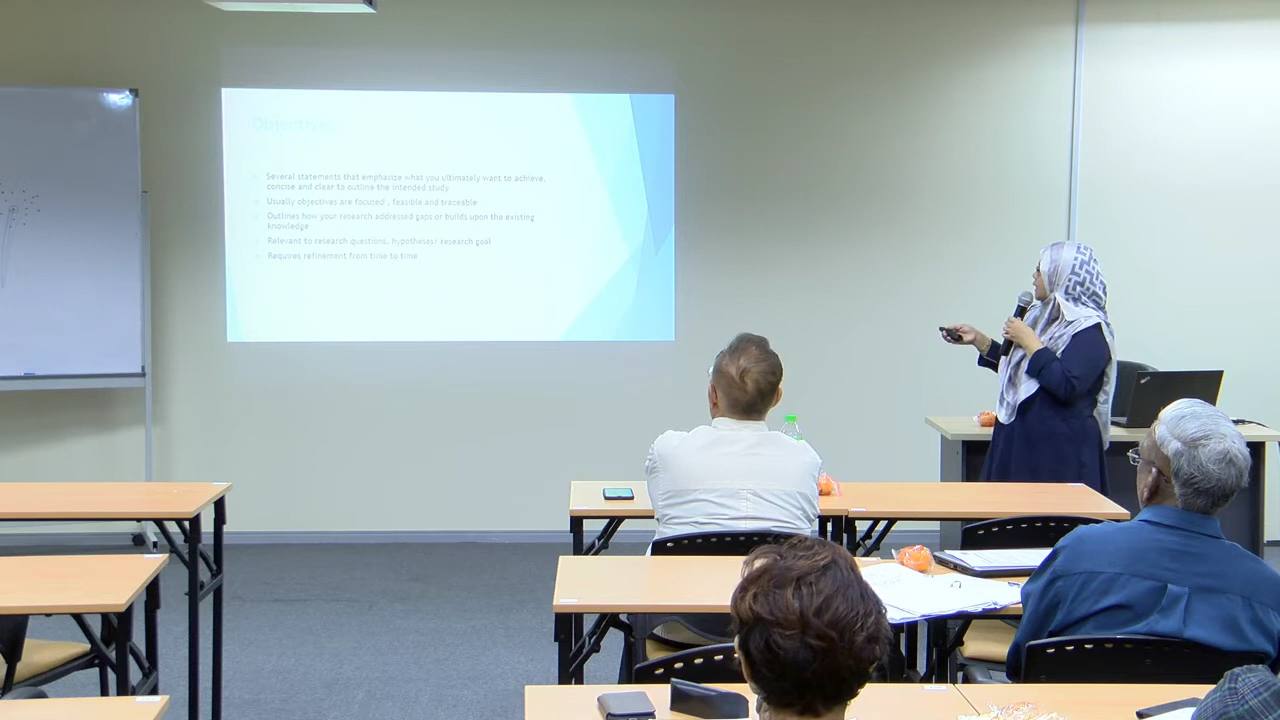 Objectives
Several statements that emphasize what you ultimately want to achieve,
concise and clear to outline the intended study
Usually objectives are focused , feasible and traceable
Outlines how your research addressed gaps or builds upon the existing
knowledge
Relevant to research questions, hypotheses/ research goal
Requires refinement from time to time